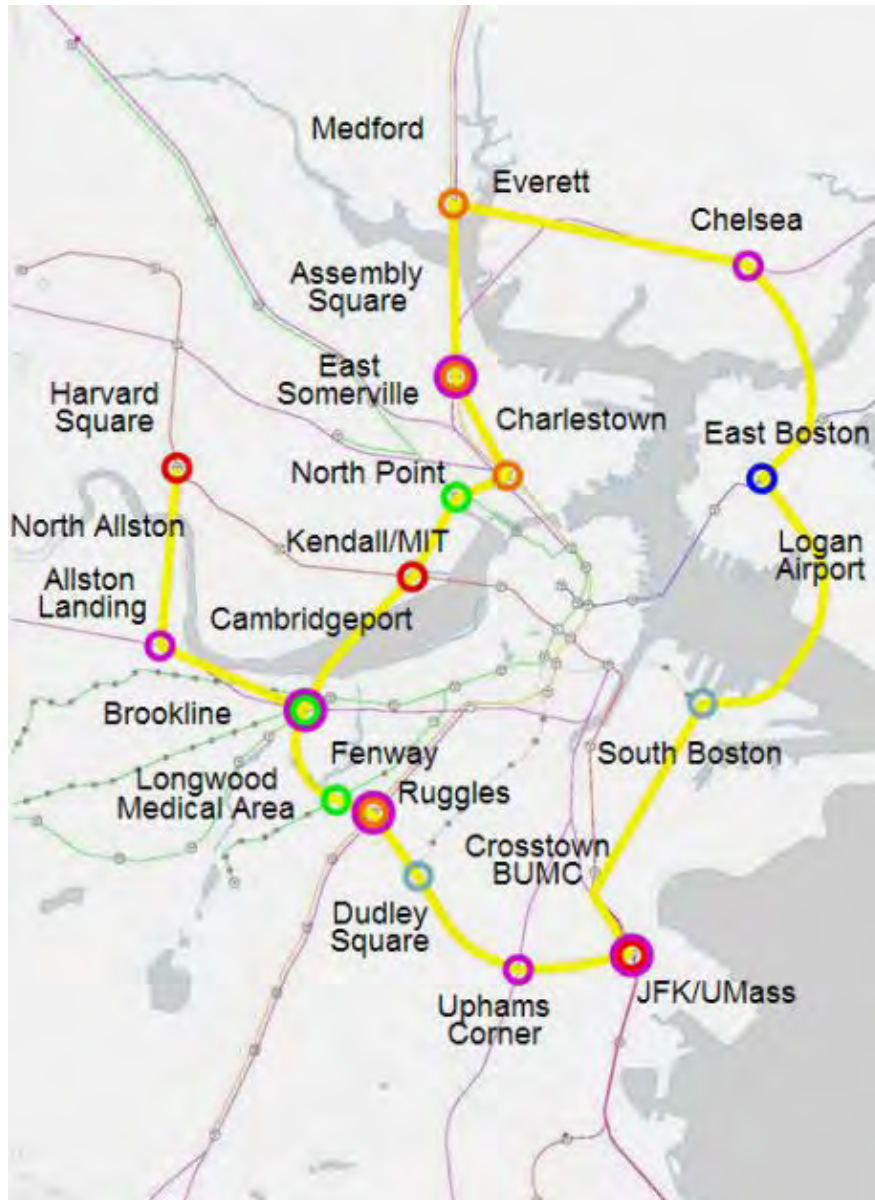 Medford
Everett
Chelsea
Assembly
Square
East
Somerville
Harvard
Square
Charlestown
East Boston
North Point
North Allston
Kendall/MIT
Logan
Airport
Allston
Landing
Cambridgeport
Brookline
Fenway
South Boston
Longwood
Medical Area
Ruggles
Crosstown
BUMC
Dudley
Square
JFK/UMass
Uphams
Corner